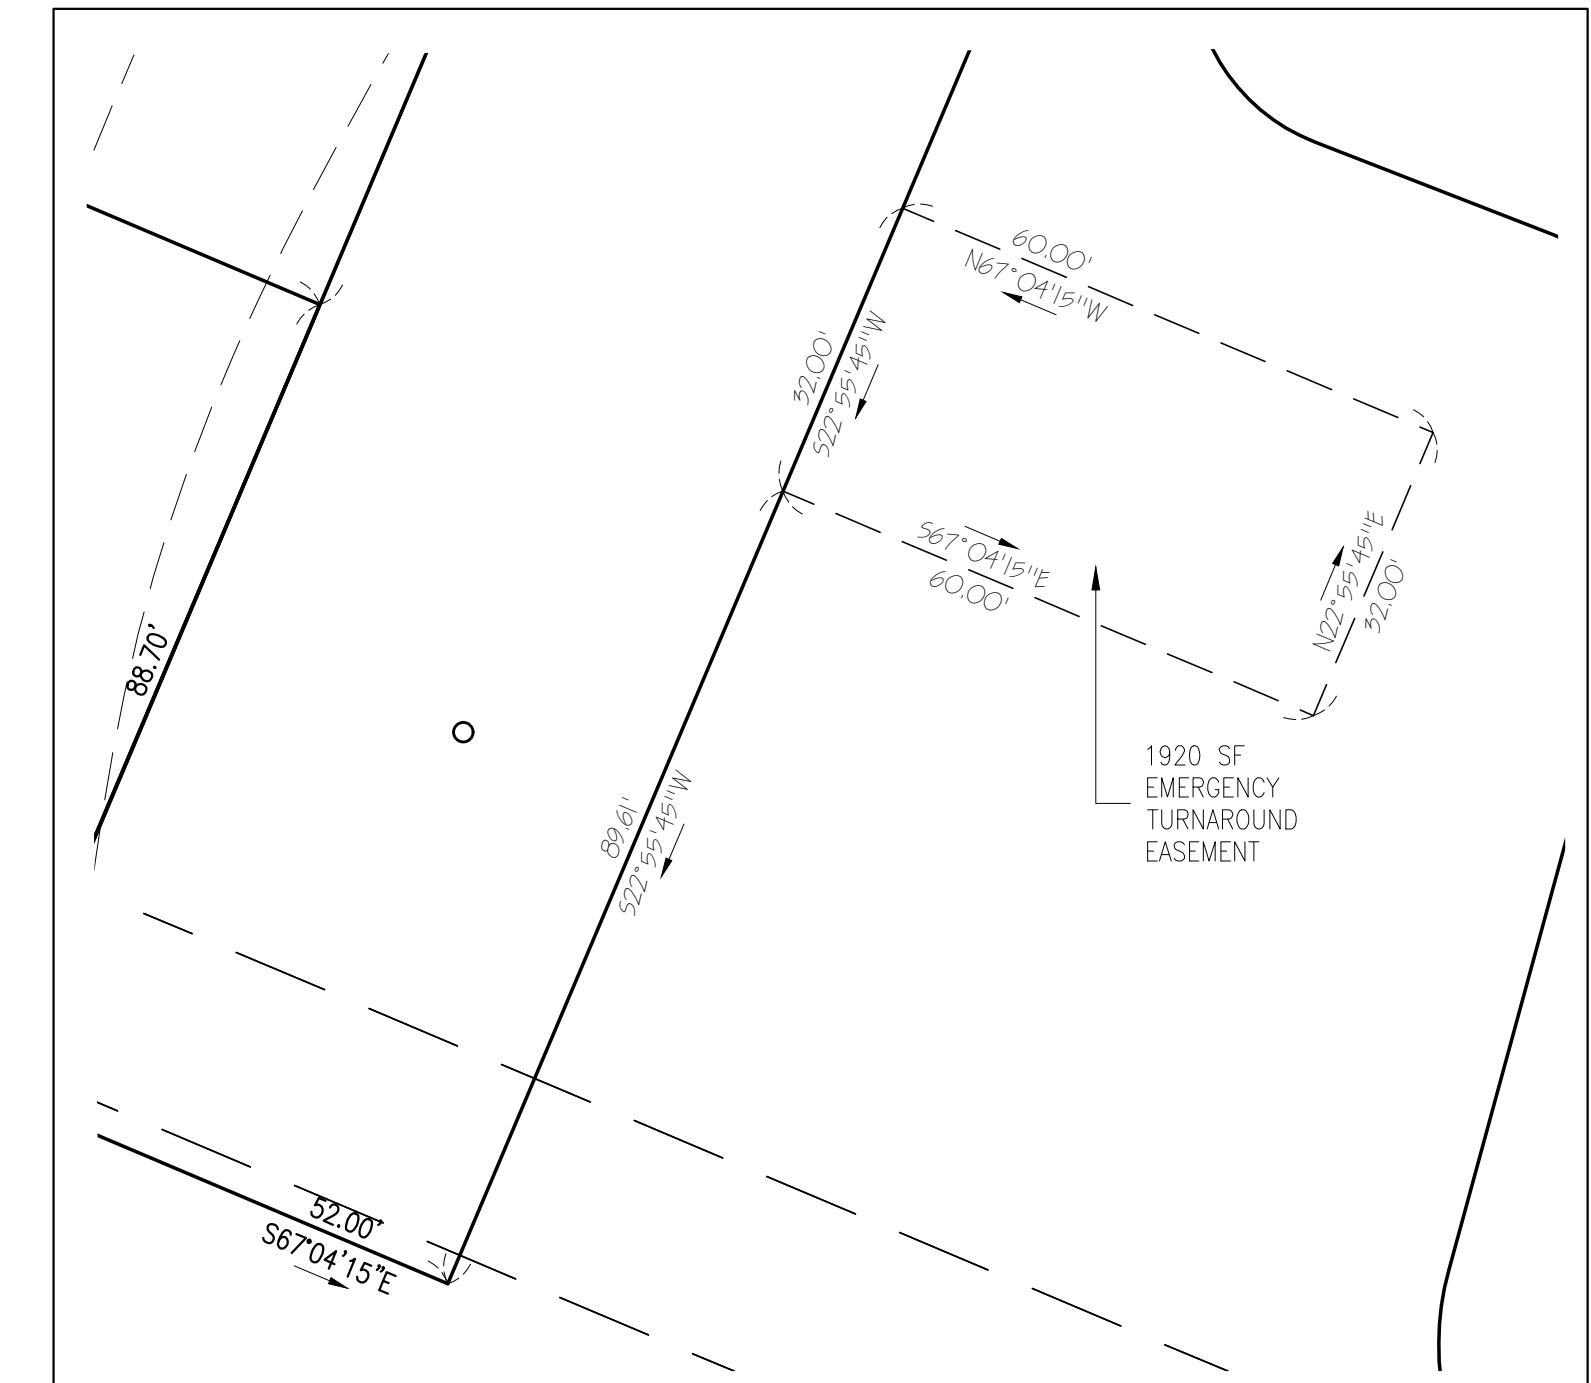 60.00'
N67°04'15"W
32.00'
S22°55'45"W
S67°04'15"E
60.00'
N22°55'45"E
32.00'
88.70'
1920 SF
EMERGENCY
TURNAROUND
EASEMENT
89.61'
S22°55'45"W
52.00'
S67°04'15"E